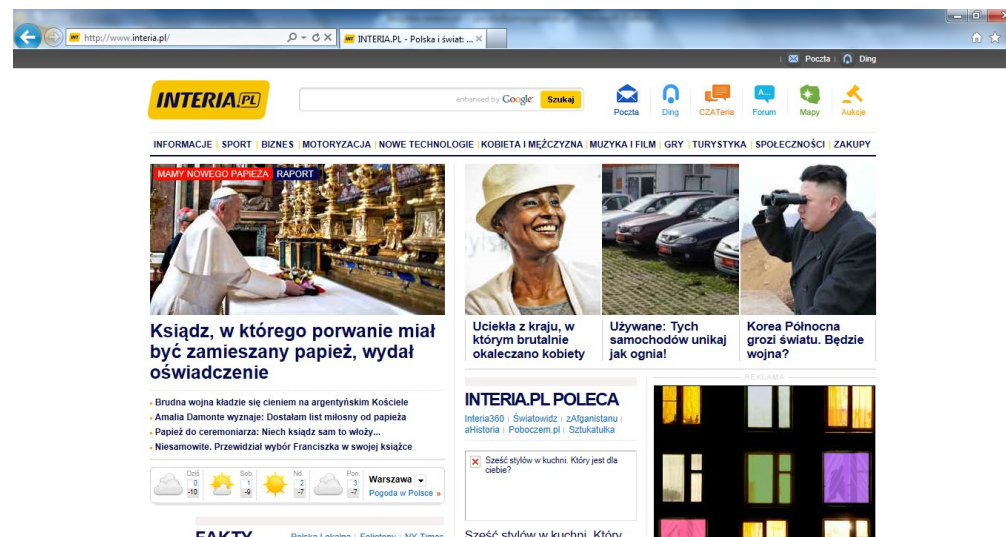 http://www.interia.pl/
INTERIA.PL - Polska i świat: ...
Poczta | Ding
INTERIA.PL
enhanced by Google
Szukaj
Poczta
Ding
CZATeria
Forum
Mapy
Aukcje
INFORMACJE | SPORT | BIZNES | MOTORYZACJA | NOWE TECHNOLOGIE | KOBIETA I MĘŻCZYZNA | MUZYKA I FILM | GRY | TURYSTYKA | SPOŁECZNOŚCI | ZAKUPY
MAMY NOWEGO PAPIEŻA RAPORT
Ksiądz, w którego porwanie miał
być zamieszany papież, wydał
oświadczenie
Brudna wojna kładzie się cieniem na argentyńskim Kościele
Amalia Damonte wyznaje: Dostałam list miłosny od papieża
Papież do ceremoniarza: Niech ksiądz sam to włoży...
Niesamowite. Przewidział wybór Franciszka w swojej książce
Dziś
0
-10
Sob.
1
-9
Nd.
2
-7
Pon.
3
-7
Warszawa
Pogoda w Polsce »
FAKTY
Polska Lokalna | Felietony | NY Times
Uciekła z kraju, w
którym brutalnie
okaleczano kobiety
Używane: Tych
samochodów unikaj
jak ognia!
Korea Północna
grozi światu. Będzie
wojna?
REKLAMA
INTERIA.PL POLECA
Interia360 | Światowidz | zAfganistanu |
aHistoria | Poboczem.pl | Sztukatułka
Sześć stylów w kuchni. Który jest dla
ciebie?
Sześć stylów w kuchni. Który